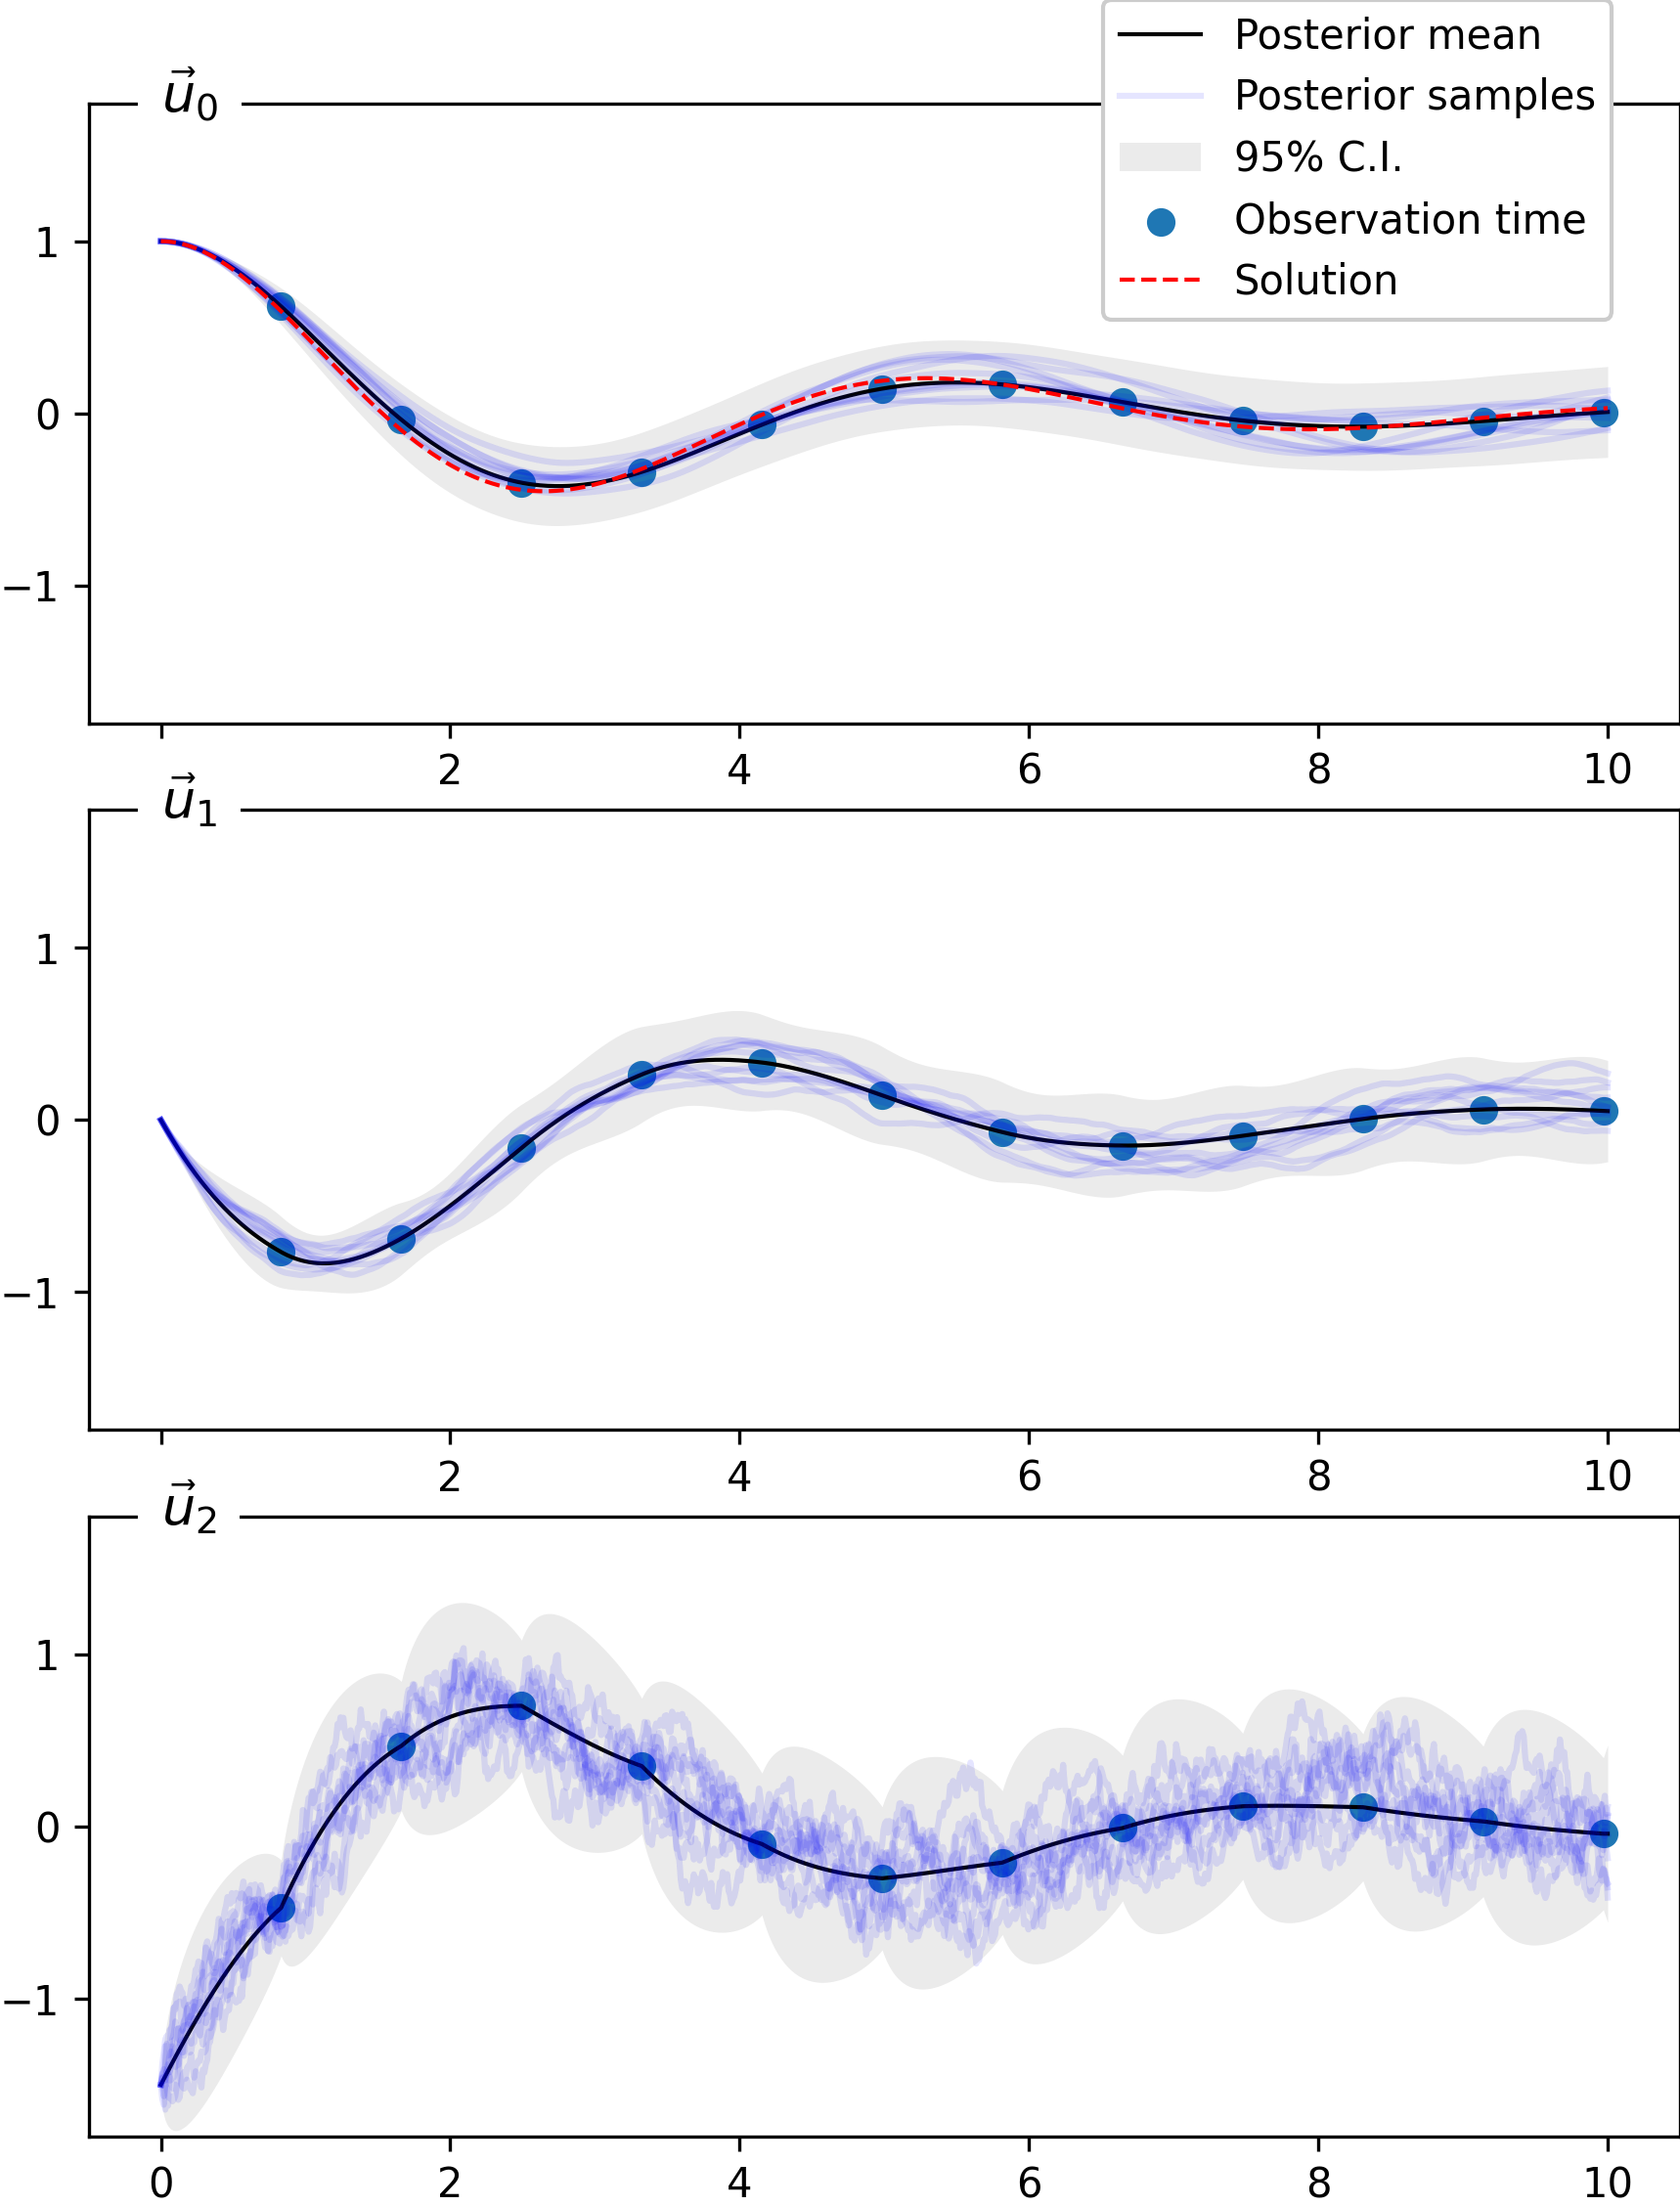 Posterior mean
Posterior samples
95% C.I.
Observation time
Solution
u⃗₀
1
0
−1
2 4 6 8 10
u⃗₁
1
0
−1
2 4 6 8 10
u⃗₂
1
0
−1
0 2 4 6 8 10